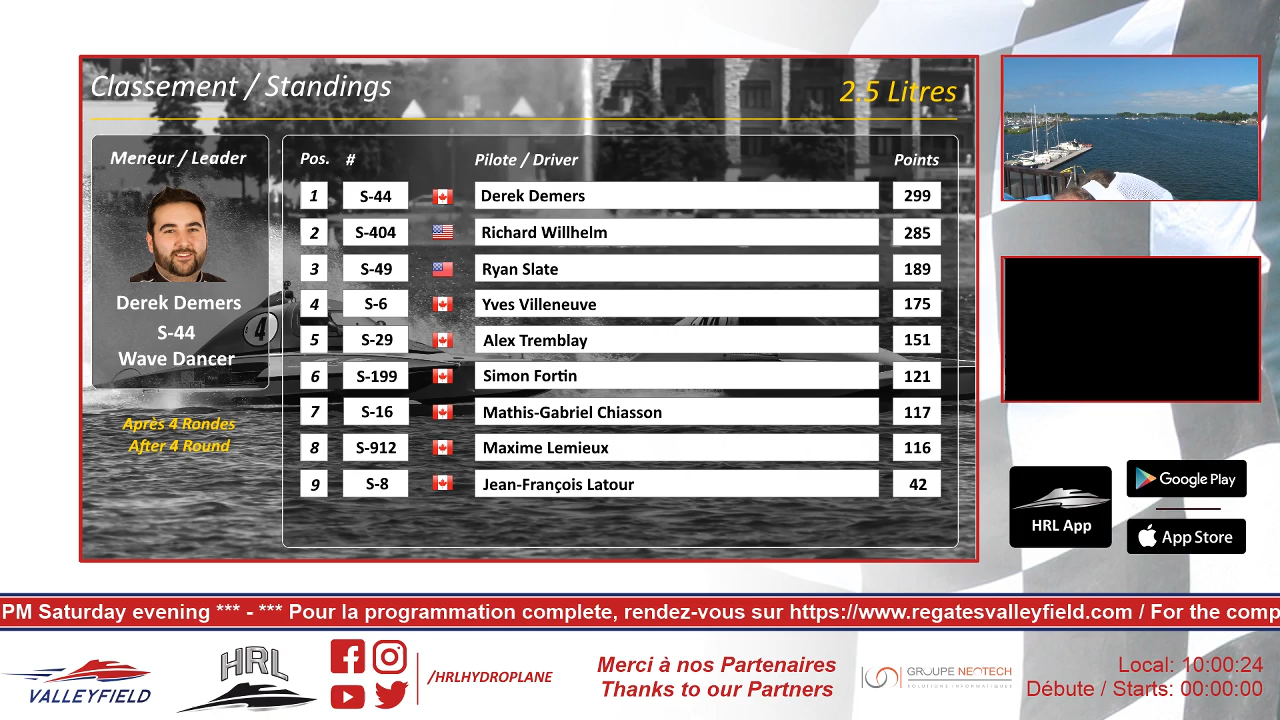 Classement / Standings
2.5 Litres
Meneur / Leader
Derek Demers
S-44
Wave Dancer
Après 4 Rondes
After 4 Round
Pos. # Pilote / Driver Points
1 S-44 Derek Demers 299
2 S-404 Richard Willhelm 285
3 S-49 Ryan Slate 189
4 S-6 Yves Villeneuve 175
5 S-29 Alex Tremblay 151
6 S-199 Simon Fortin 121
7 S-16 Mathis-Gabriel Chiasson 117
8 S-912 Maxime Lemieux 116
9 S-8 Jean-François Latour 42
4
HRL App
Google Play
App Store
PM Saturday evening *** - *** Pour la programmation complete, rendez-vous sur https://www.regatesvalleyfield.com / For the comp
VALLEYFIELD
HRL
/HRLHYDROPLANE
Merci à nos Partenaires
Thanks to our Partners
GROUPE NEOTECH
SOLUTIONS INFORMATIQUES
Local: 10:00:24
Débute / Starts: 00:00:00